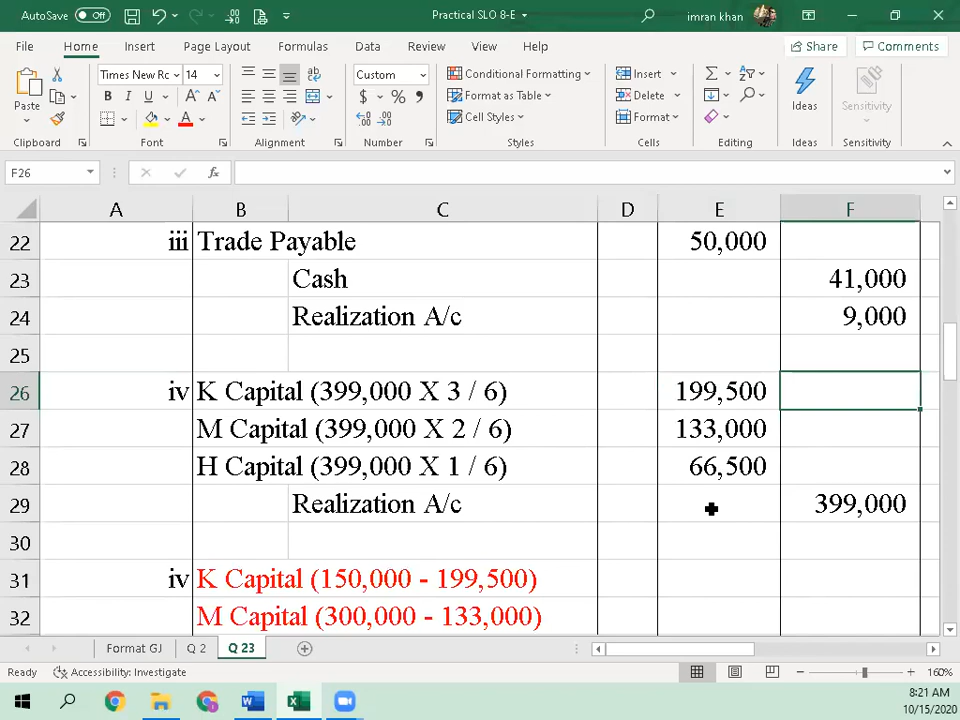 AutoSave Off Practical SLO 8-E imran khan
File Home Insert Page Layout Formulas Data Review View Help Share Comments
Paste Times New Ro 14 Custom Conditional Formatting Insert
B I U $ % Format as Table Delete Ideas Sensitivity
Cell Styles Format
Clipboard Font Alignment Number Styles Cells Editing Ideas Sensitivity
F26 fx
A B C D E F
22 iii Trade Payable 50,000
23 Cash 41,000
24 Realization A/c 9,000
25
26 iv K Capital (399,000 X 3 / 6) 199,500
27 M Capital (399,000 X 2 / 6) 133,000
28 H Capital (399,000 X 1 / 6) 66,500
29 Realization A/c 399,000
30
31 iv K Capital (150,000 - 199,500)
32 M Capital (300,000 - 133,000)
Format GJ Q 2 Q 23
Ready Accessibility: Investigate 160%
8:21 AM
10/15/2020